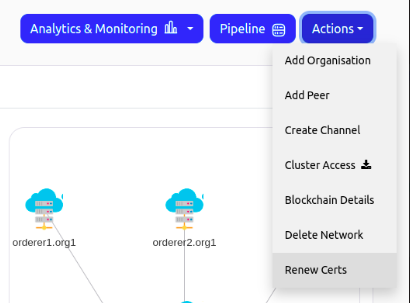 Analytics & Monitoring
Pipeline
Actions
Add Organisation
Add Peer
Create Channel
Cluster Access
Blockchain Details
Delete Network
Renew Certs
orderer1.org1
orderer2.org1